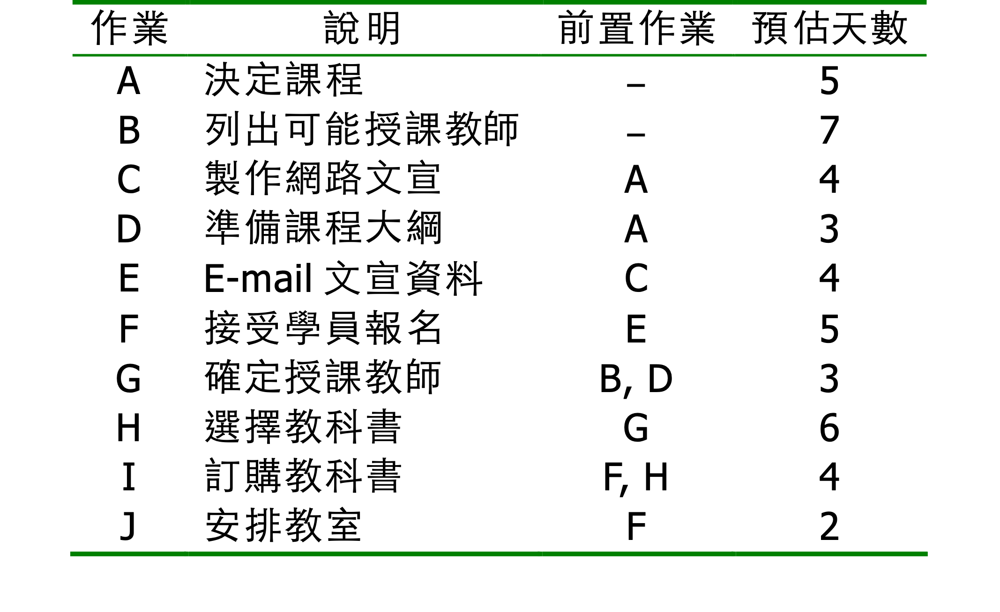 作業 說明 前置作業 預估天數
A 決定課程 – 5
B 列出可能授課教師 – 7
C 製作網路文宣 A 4
D 準備課程大綱 A 3
E E-mail 文宣資料 C 4
F 接受學員報名 E 5
G 確定授課教師 B, D 3
H 選擇教科書 G 6
I 訂購教科書 F, H 4
J 安排教室 F 2